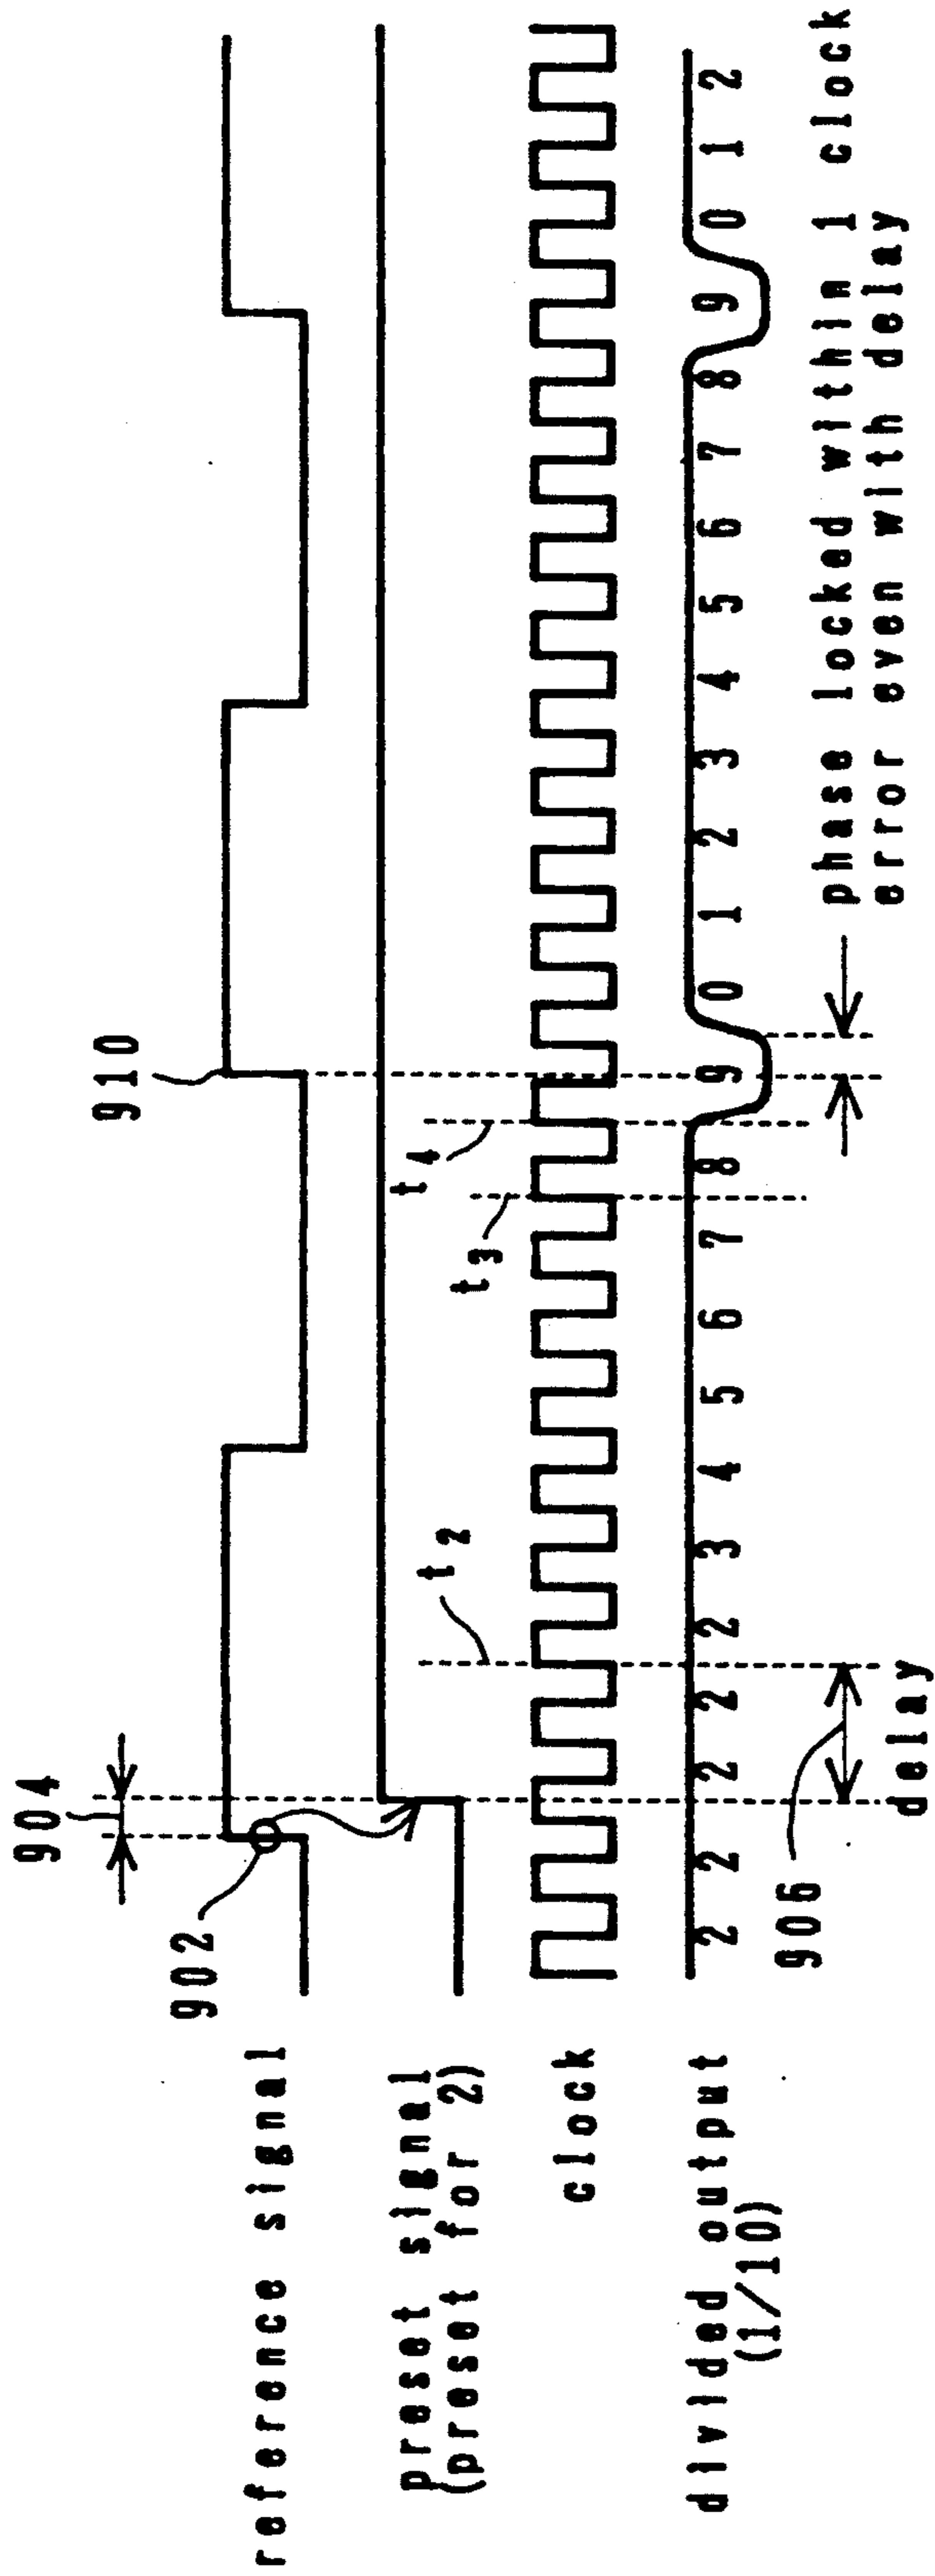 904
902
910
reference signal
preset signal
(preset for 2)
t2
t3
t4
clock
divided output
(1/10)
2 2 2 2 2 3 4 5 6 7 8 9 0 1 2 3 4 5 6 7 8 9 0 1 2
906
delay
phase locked within 1 clock
error even with delay